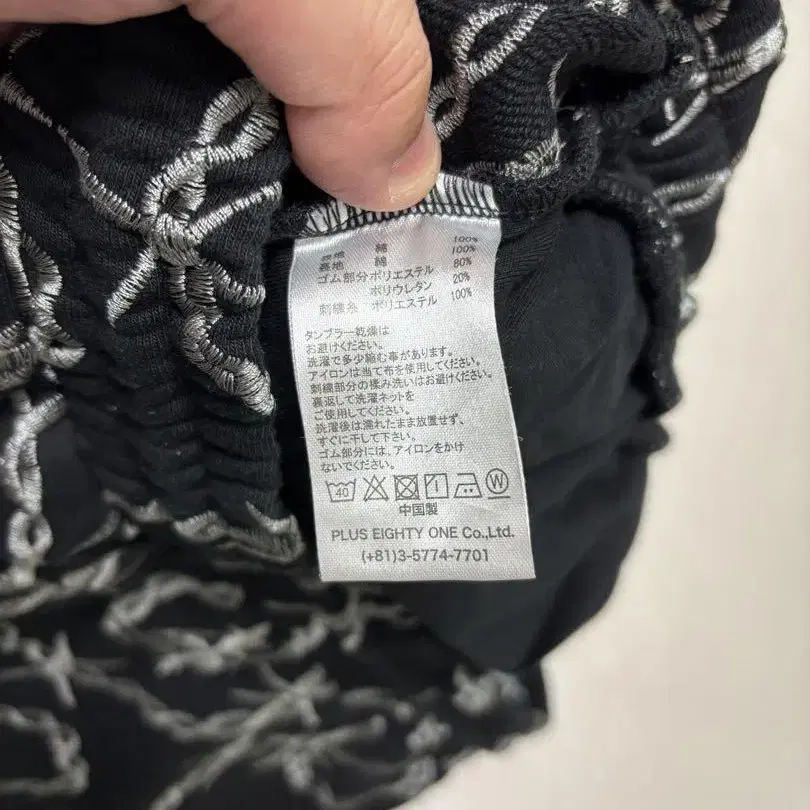 表地 綿 100%
裏地 綿 100%
ゴム部分 ポリエステル 80%
ポリウレタン 20%
刺繍糸 ポリエステル 100%
タンブラー乾燥は
お避けください。
洗濯で多少縮む事があります。
アイロンは当て布を使用してください。
刺繍部分の揉み洗いはお避けください。
裏返して洗濯ネットを
ご使用してください。
洗濯後は濡れたまま放置せず、
すぐに干して下さい。
ゴム部分には、アイロンをかけ
ないでください。
40 W
中国製
PLUS EIGHTY ONE Co.,Ltd.
(+81)3-5774-7701